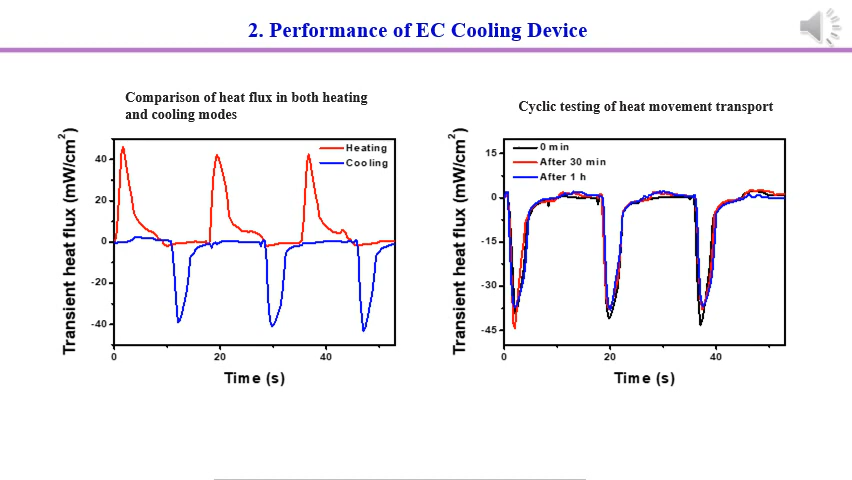 2. Performance of EC Cooling Device
Comparison of heat flux in both heating
and cooling modes
Transient heat flux (mW/cm²)
40
20
0
-20
-40
Heating
Cooling
0 20 40
Time (s)
Cyclic testing of heat movement transport
Transient heat flux (mW/cm²)
15
0
-15
-30
-45
0 min
After 30 min
After 1 h
0 20 40
Time (s)